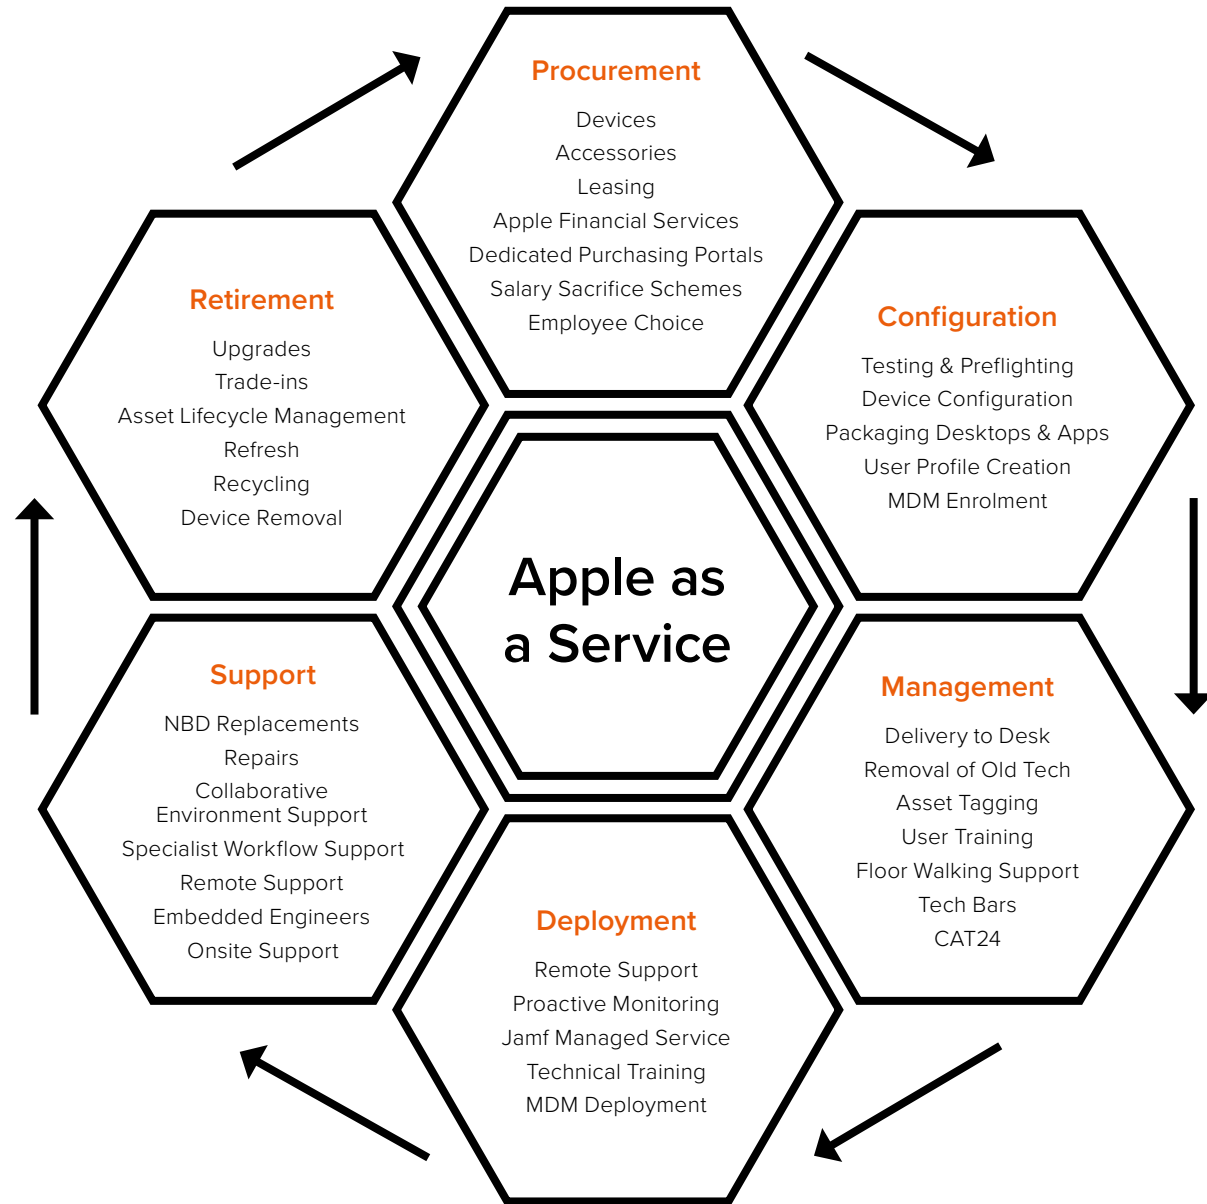 Procurement
Devices
Accessories
Leasing
Apple Financial Services
Dedicated Purchasing Portals
Salary Sacrifice Schemes
Employee Choice
Configuration
Testing & Preflighting
Device Configuration
Packaging Desktops & Apps
User Profile Creation
MDM Enrolment
Management
Delivery to Desk
Removal of Old Tech
Asset Tagging
User Training
Floor Walking Support
Tech Bars
CAT24
Deployment
Remote Support
Proactive Monitoring
Jamf Managed Service
Technical Training
MDM Deployment
Support
NBD Replacements
Repairs
Collaborative
Environment Support
Specialist Workflow Support
Remote Support
Embedded Engineers
Onsite Support
Retirement
Upgrades
Trade-ins
Asset Lifecycle Management
Refresh
Recycling
Device Removal
Apple as
a Service